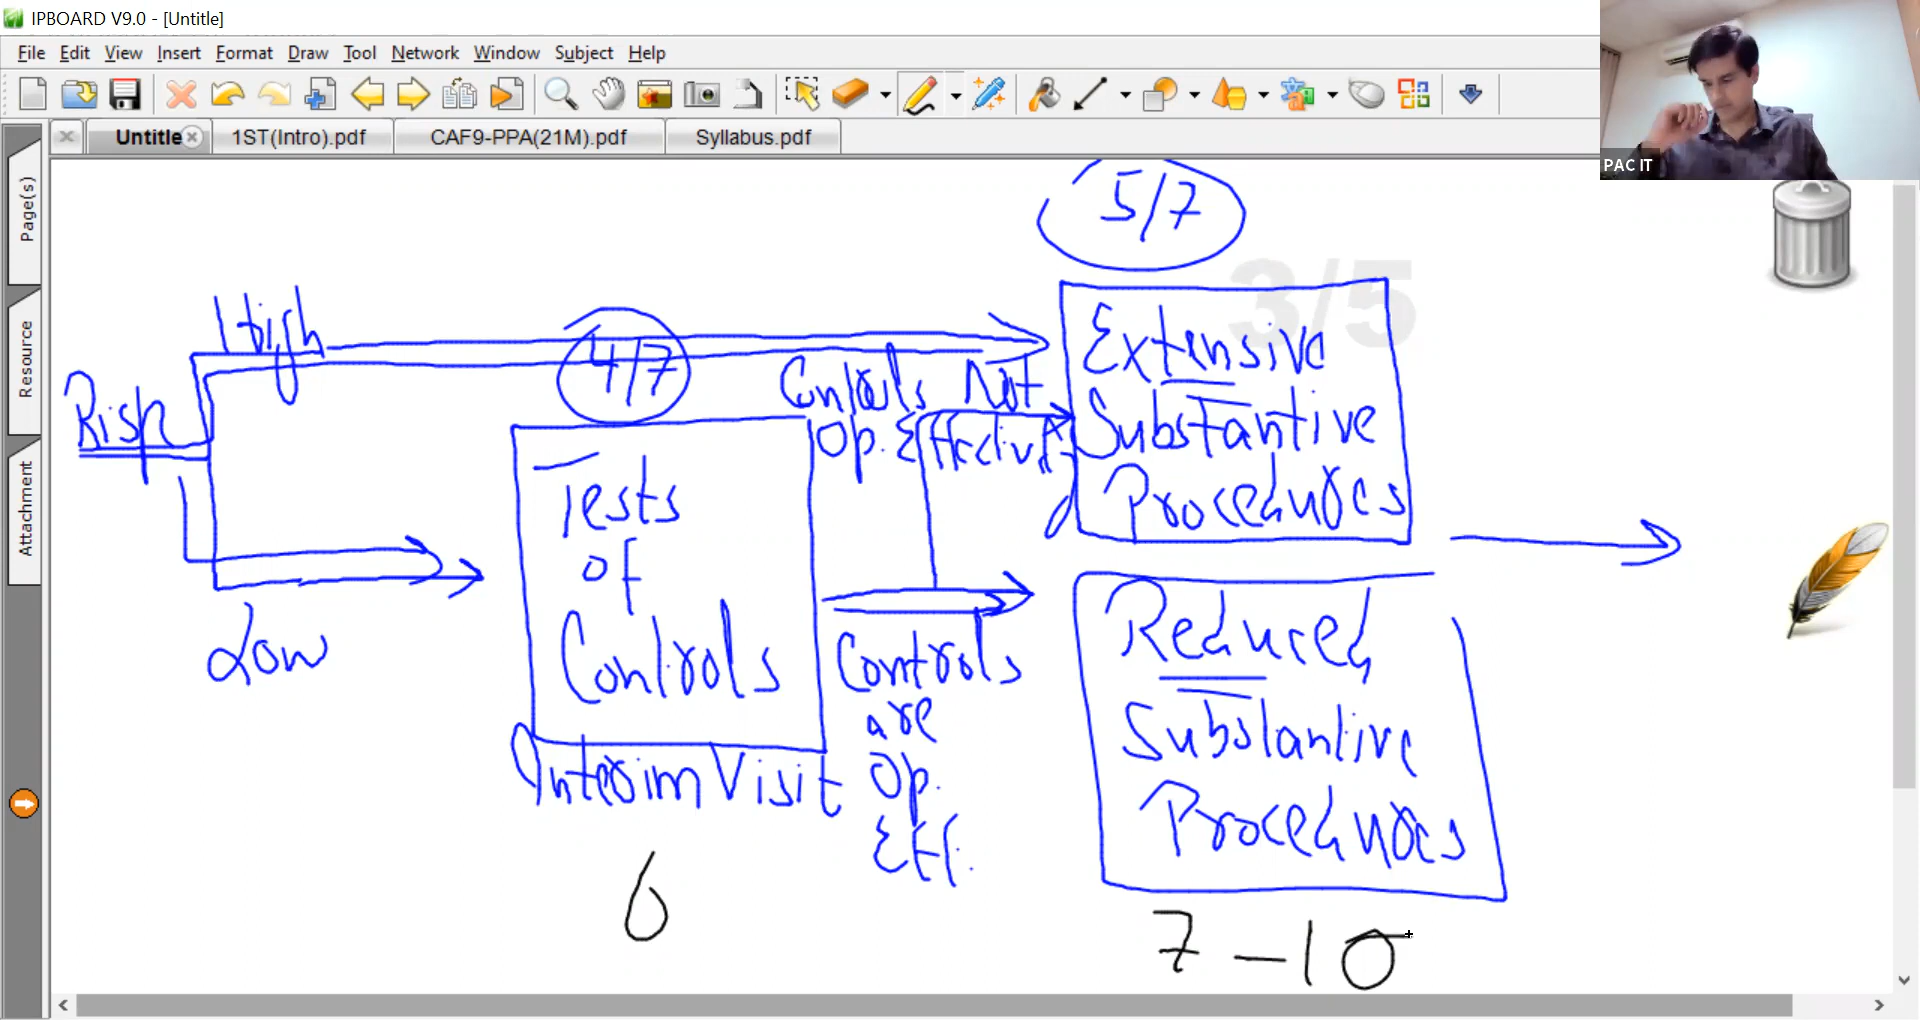 IPBOARD V9.0 - [Untitle]
File Edit View Insert Format Draw Tool Network Window Subject Help
PAC IT
Untitle 1ST(Intro).pdf CAF9-PPA(21M).pdf Syllabus.pdf
Page(s)
Resource
Attachment
5/7
3/5
High
4/7
Risk
Low
Tests
of
Controls
Interim Visit
6
Controls Not
Op. Effectively
Controls
are
Op.
Eff.
Extensive
Substantive
Procedures
Reduced
Substantive
Procedures
7-10